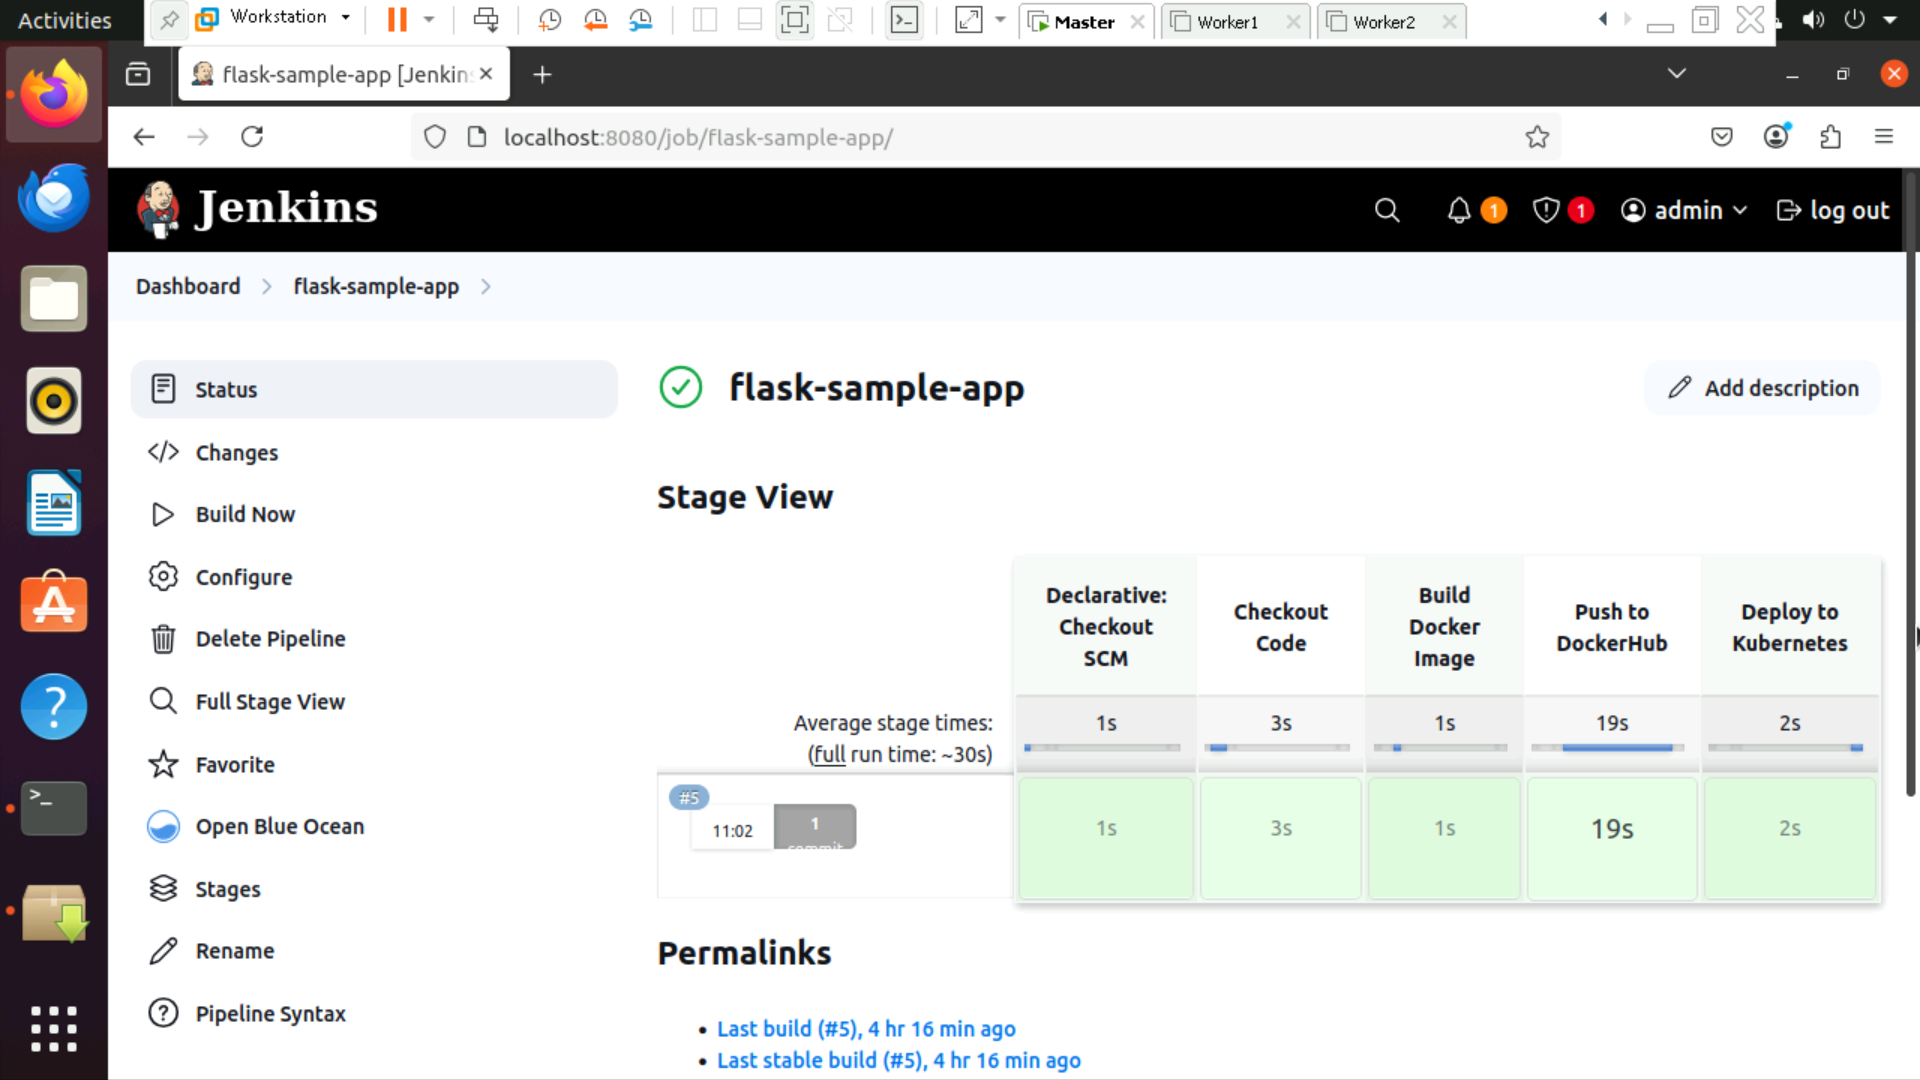 Activities
Workstation
Master
Worker1
Worker2
flask-sample-app [Jenkin
localhost:8080/job/flask-sample-app/
Jenkins
1
1
admin
log out
Dashboard
flask-sample-app
Status
Changes
Build Now
Configure
Delete Pipeline
Full Stage View
Favorite
Open Blue Ocean
Stages
Rename
Pipeline Syntax
flask-sample-app
Add description
Stage View
Declarative: Checkout SCM
Checkout Code
Build Docker Image
Push to DockerHub
Deploy to Kubernetes
Average stage times:
(full run time: ~30s)
1s
3s
1s
19s
2s
#5
11:02
1
commit
1s
3s
1s
19s
2s
Permalinks
Last build (#5), 4 hr 16 min ago
Last stable build (#5), 4 hr 16 min ago